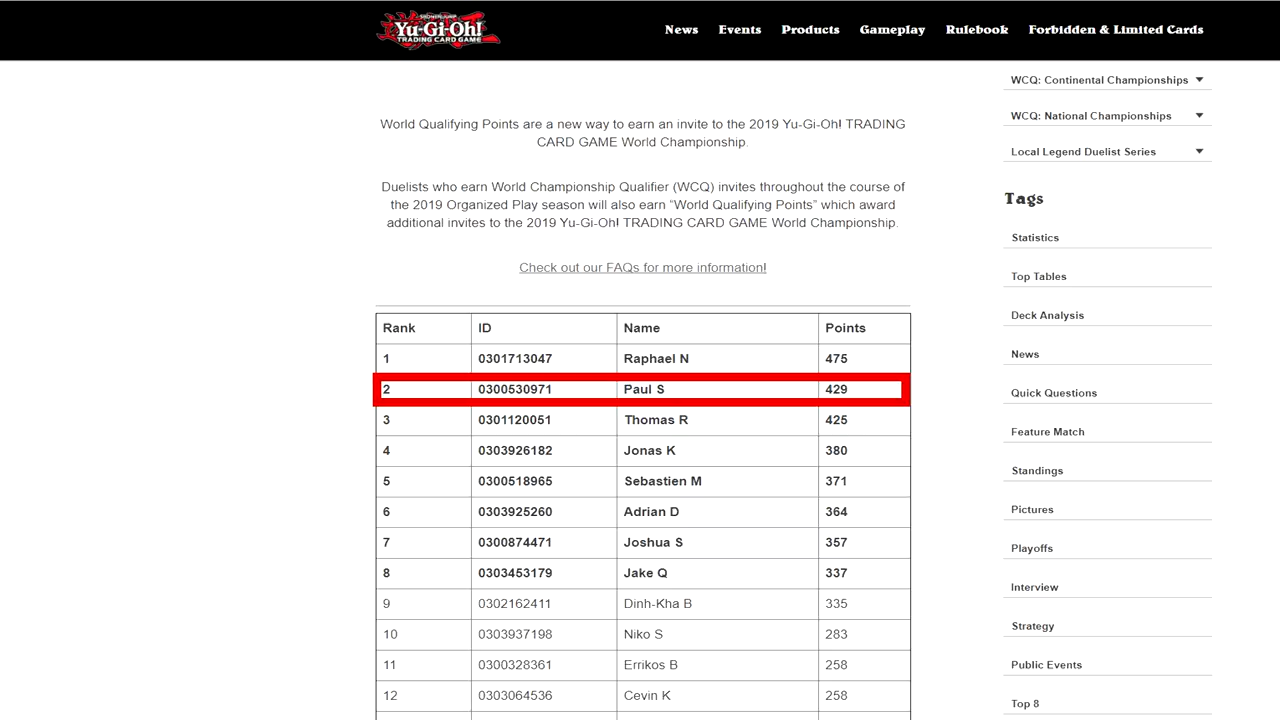 SHONEN JUMP
Yu-Gi-Oh!
TRADING CARD GAME
News Events Products Gameplay Rulebook Forbidden & Limited Cards
WCQ: Continental Championships
WCQ: National Championships
Local Legend Duelist Series
Tags
Statistics
Top Tables
Deck Analysis
News
Quick Questions
Feature Match
Standings
Pictures
Playoffs
Interview
Strategy
Public Events
Top 8
World Qualifying Points are a new way to earn an invite to the 2019 Yu-Gi-Oh! TRADING
CARD GAME World Championship.
Duelists who earn World Championship Qualifier (WCQ) invites throughout the course of
the 2019 Organized Play season will also earn “World Qualifying Points” which award
additional invites to the 2019 Yu-Gi-Oh! TRADING CARD GAME World Championship.
Check out our FAQs for more information!
Rank ID Name Points
1 0301713047 Raphael N 475
2 0300530971 Paul S 429
3 0301120051 Thomas R 425
4 0303926182 Jonas K 380
5 0300518965 Sebastien M 371
6 0303925260 Adrian D 364
7 0300874471 Joshua S 357
8 0303453179 Jake Q 337
9 0302162411 Dinh-Kha B 335
10 0303937198 Niko S 283
11 0300328361 Errikos B 258
12 0303064536 Cevin K 258